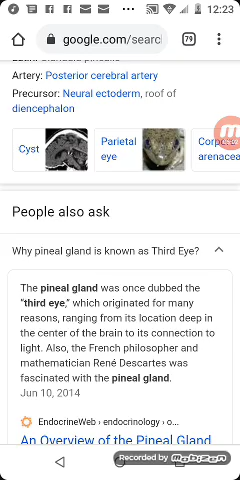 12:23
google.com/searc
79
Artery: Posterior cerebral artery
Precursor: Neural ectoderm, roof of
diencephalon
Cyst
Parietal
eye
Corpo
arenacea
People also ask
Why pineal gland is known as Third Eye?
The pineal gland was once dubbed the
“third eye,” which originated for many
reasons, ranging from its location deep in
the center of the brain to its connection to
light. Also, the French philosopher and
mathematician René Descartes was
fascinated with the pineal gland.
Jun 10, 2014
EndocrineWeb › endocrinology › o...
An Overview of the Pineal Gland
Recorded by mobizen